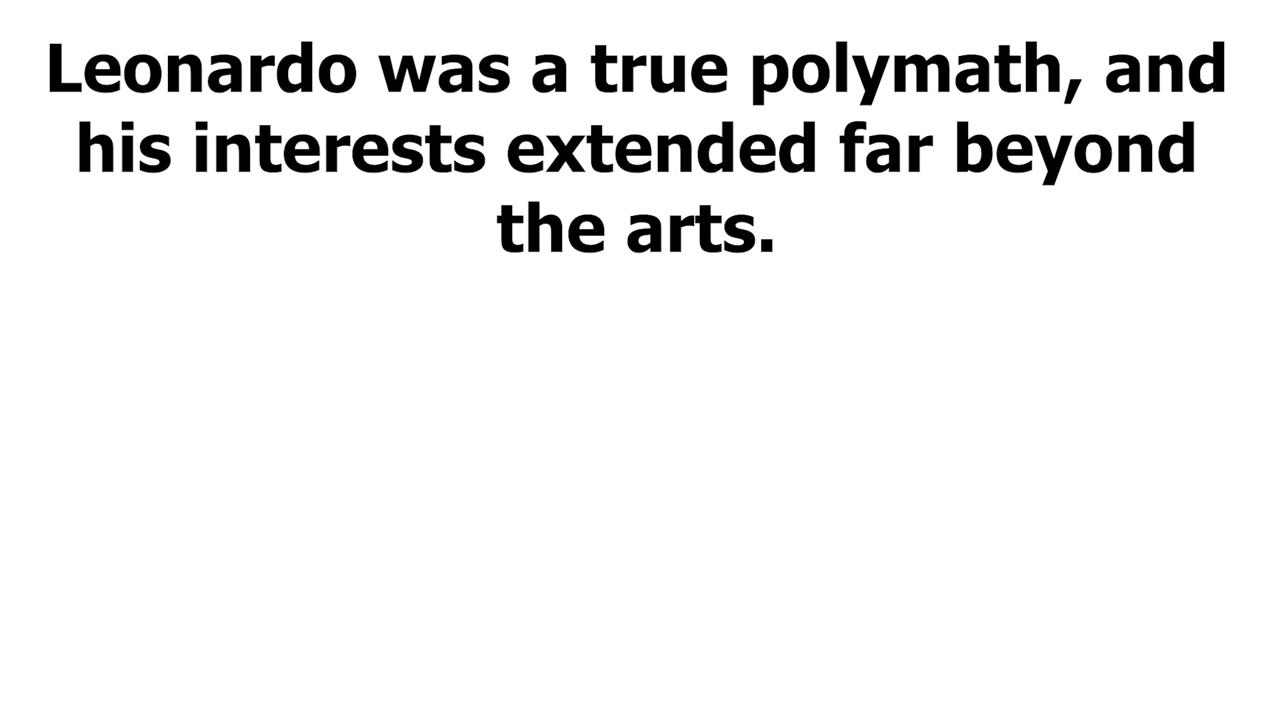 Leonardo was a true polymath, and
his interests extended far beyond
the arts.